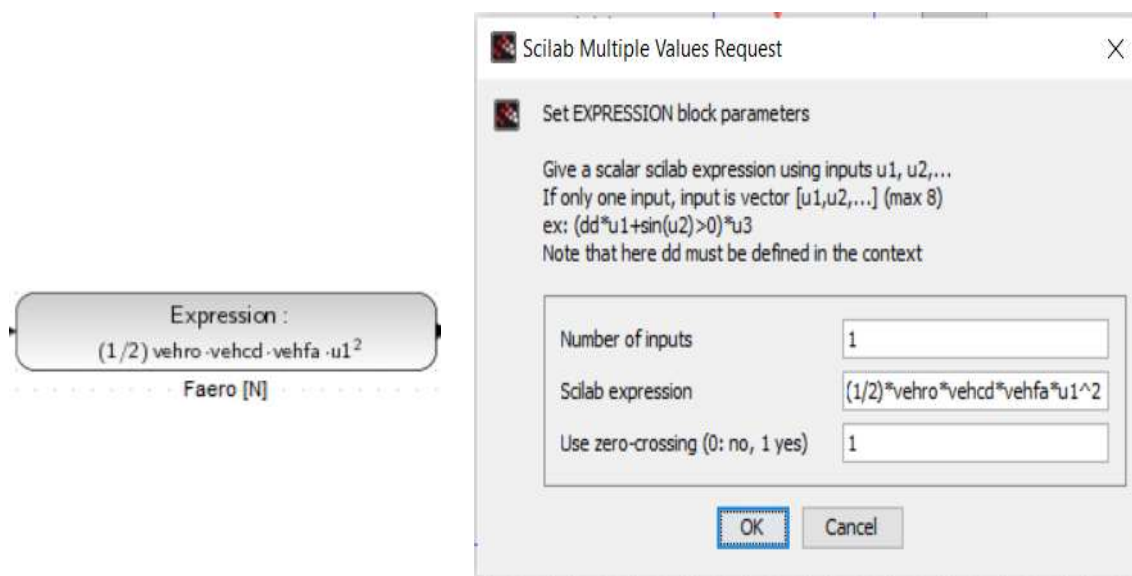 Expression :
(1/2) vehro·vehcd·vehfa·u1²
Faero [N]
Scilab Multiple Values Request
Set EXPRESSION block parameters
Give a scalar scilab expression using inputs u1, u2,...
If only one input, input is vector [u1,u2,...] (max 8)
ex: (dd*u1+sin(u2)>0)*u3
Note that here dd must be defined in the context
Number of inputs
1
Scilab expression
(1/2)*vehro*vehcd*vehfa*u1^2
Use zero-crossing (0: no, 1 yes)
1
OK
Cancel